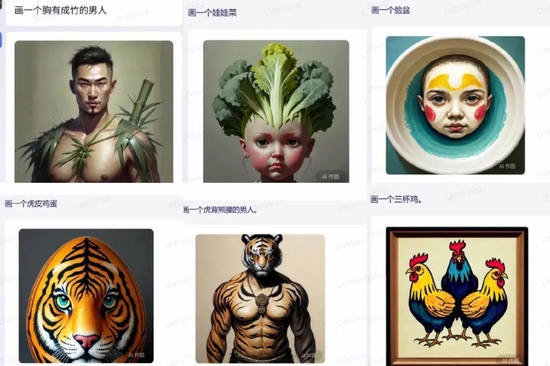 画一个胸有成竹的男人
画一个娃娃菜
画一个脸盆
AI 作图
AI 作图
画一个虎皮鸡蛋
画一个虎背熊腰的男人。
画一个三杯鸡。
AI 作图
AI 作图
AI 作图